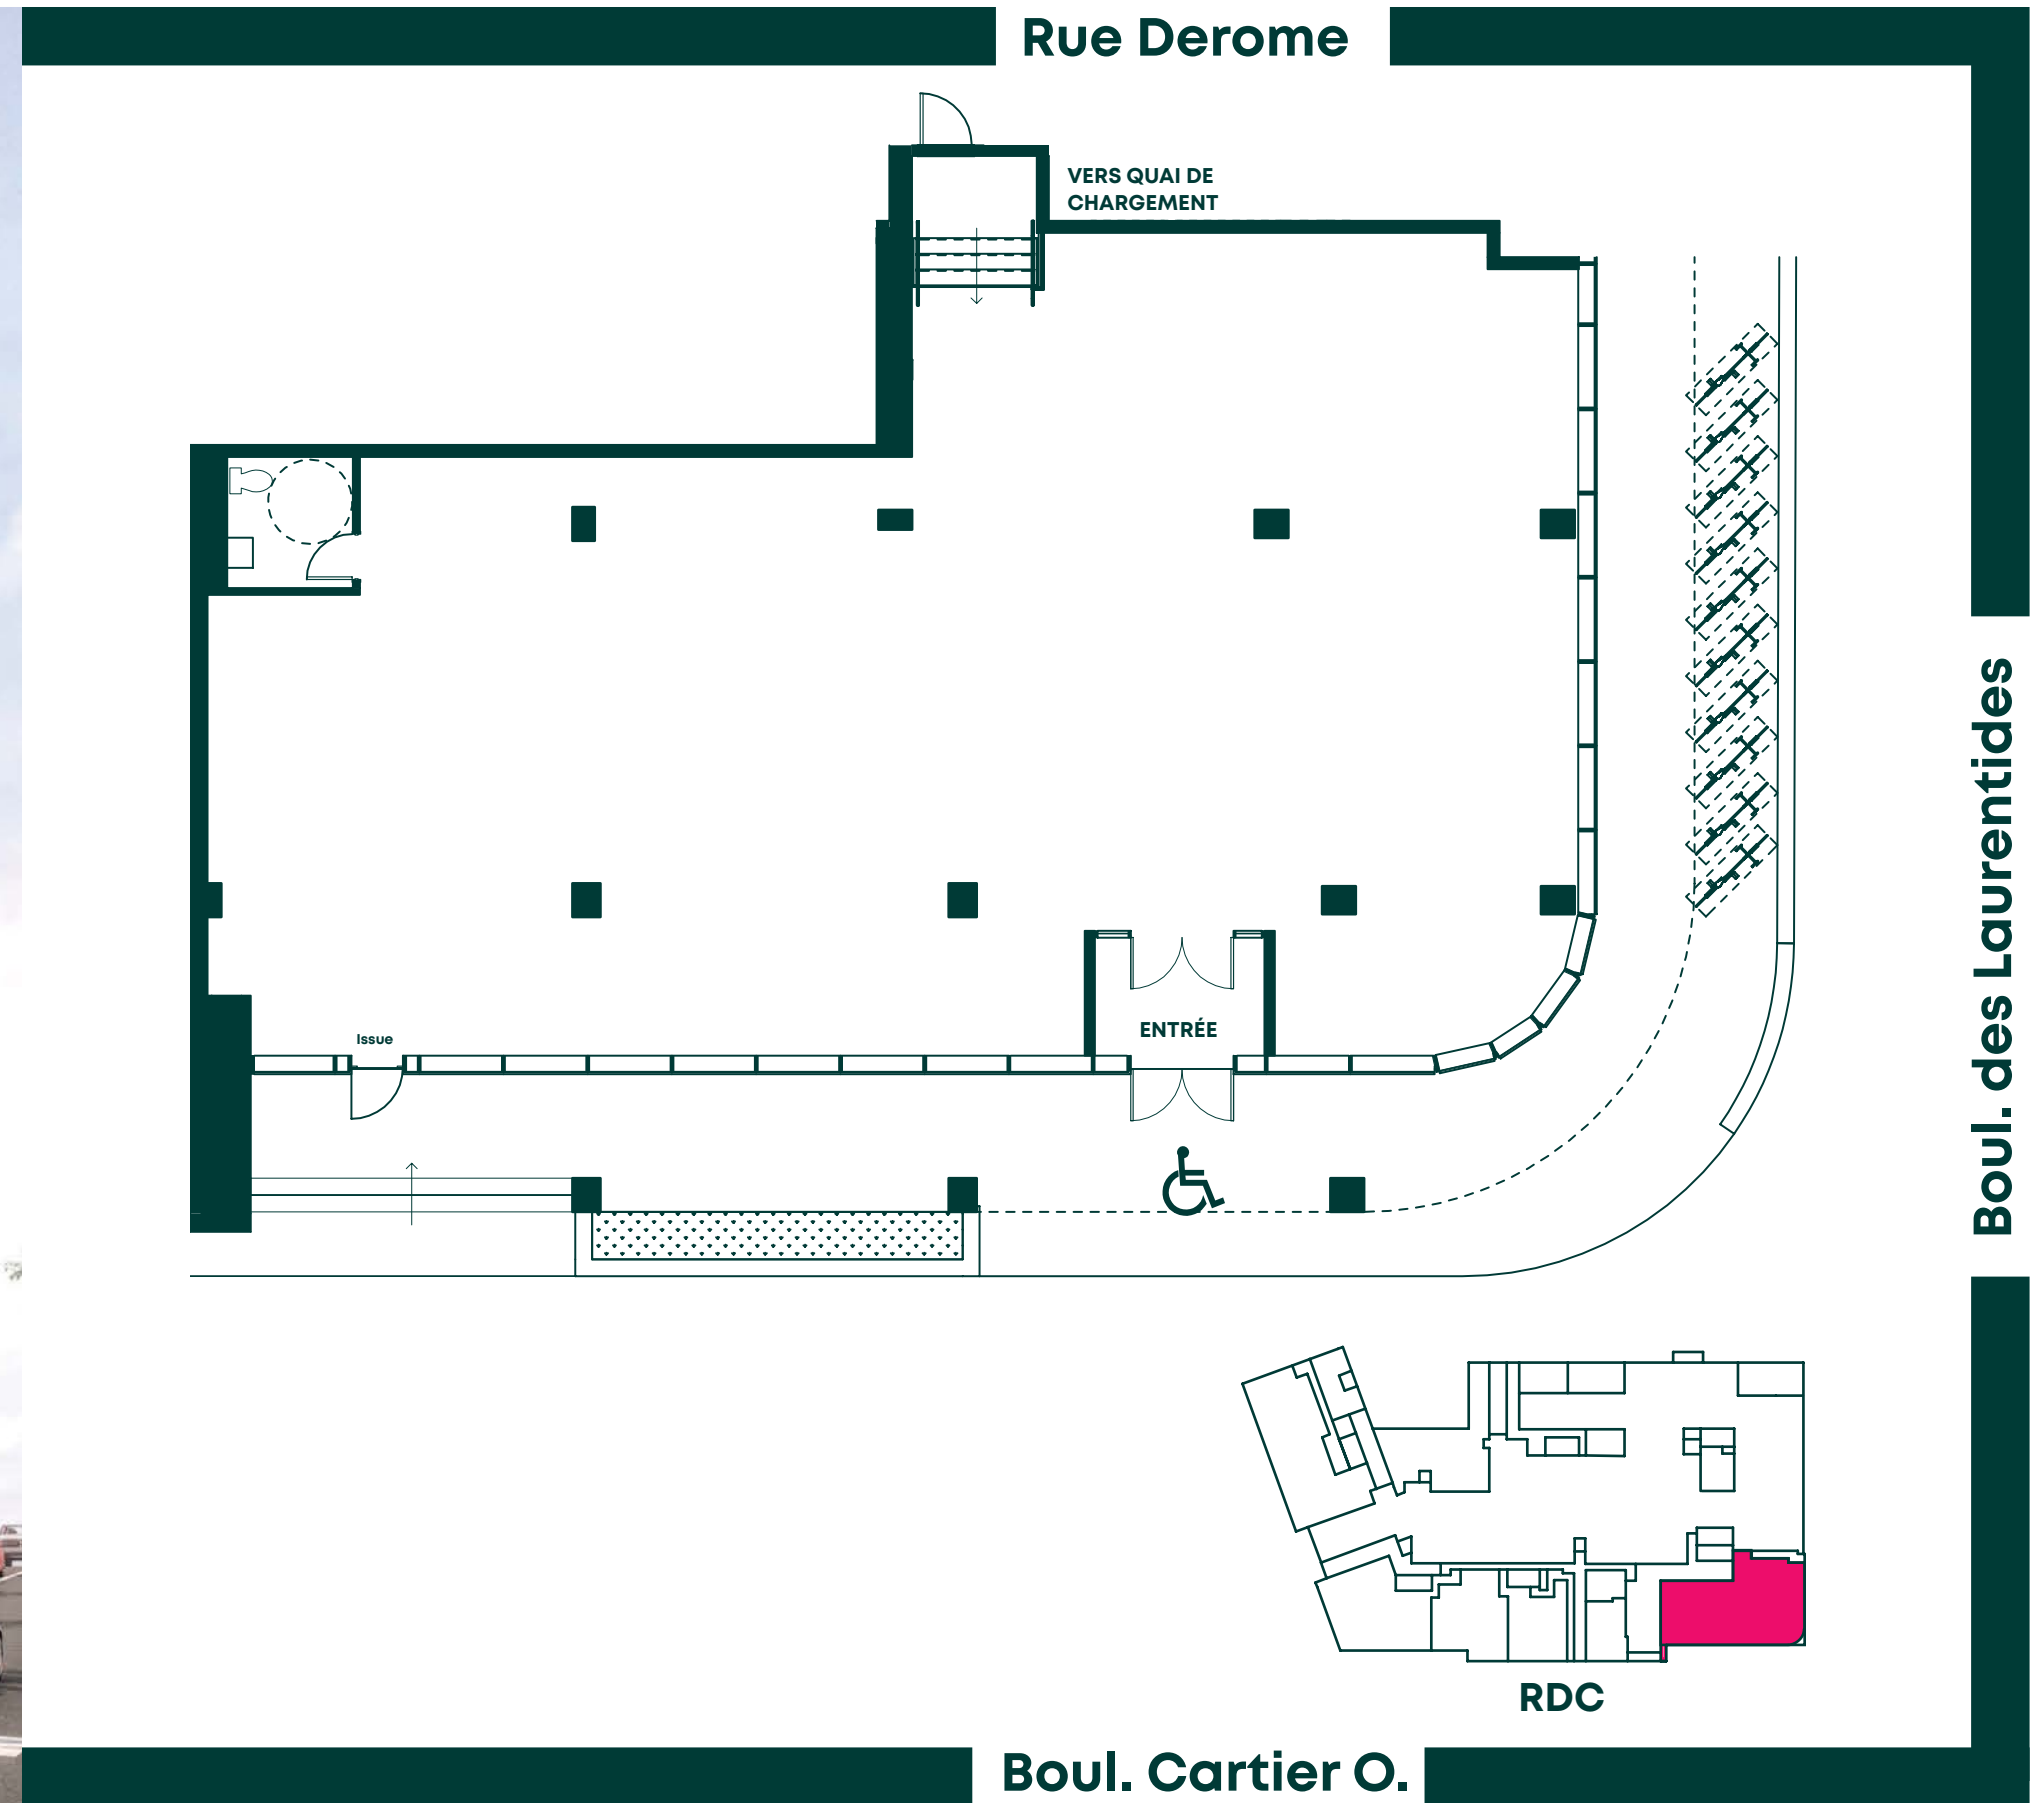 Rue Derome
VERS QUAI DE
CHARGEMENT
Boul. des Laurentides
ENTRÉE
Issue
RDC
Boul. Cartier O.